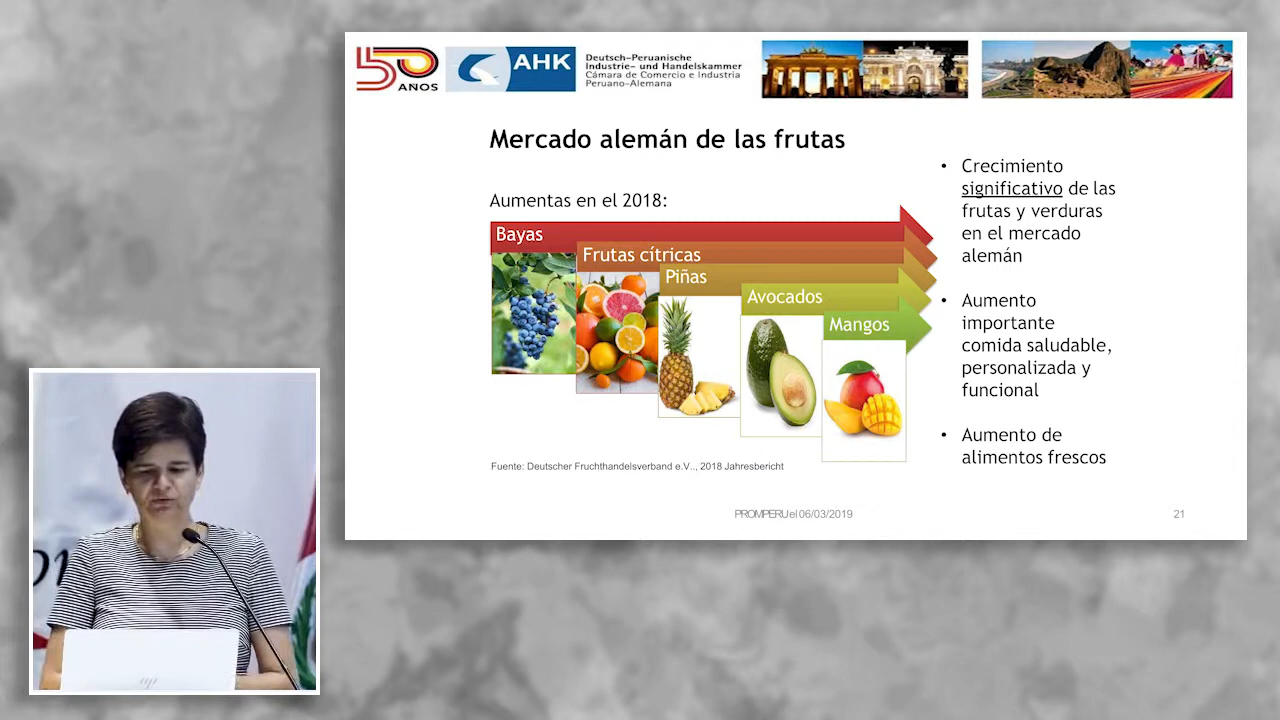 50
AÑOS
AHK
Deutsch-Peruanische
Industrie- und Handelskammer
Cámara de Comercio e Industria
Peruano-Alemana
Mercado alemán de las frutas
Aumentas en el 2018:
Bayas
Frutas cítricas
Piñas
Avocados
Mangos
• Crecimiento
significativo de las
frutas y verduras
en el mercado
alemán
• Aumento
importante
comida saludable,
personalizada y
funcional
• Aumento de
alimentos frescos
Fuente: Deutscher Fruchthandelsverband e.V.., 2018 Jahresbericht
PROMPERU el 06/03/2019
21